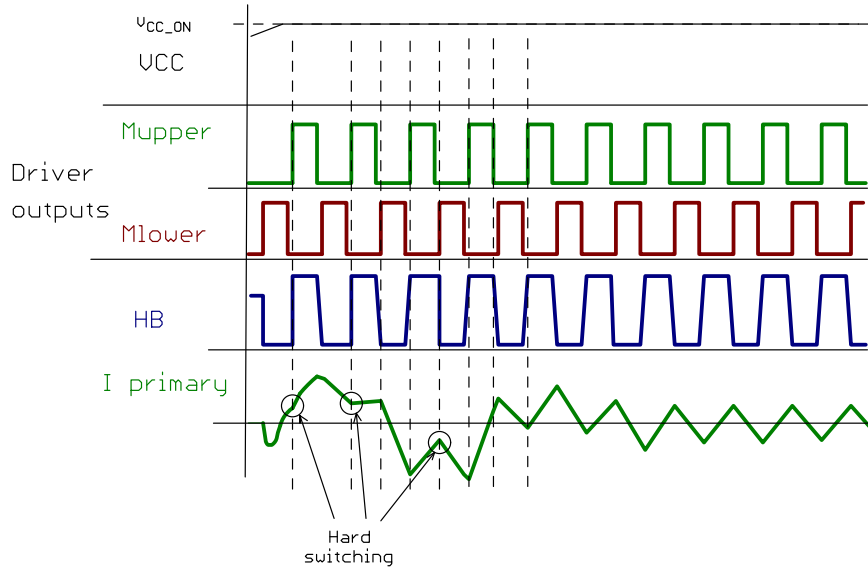 VCC_ON
VCC
Mupper
Driver
outputs
Mlower
HB
I primary
Hard
switching